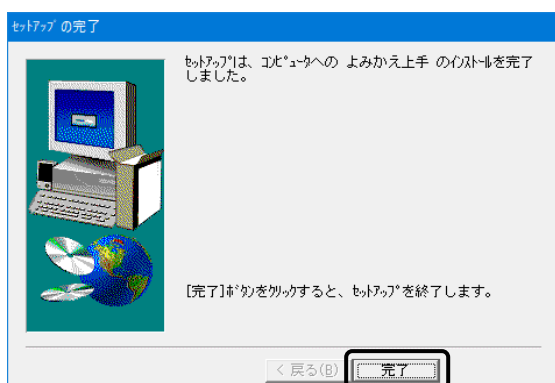 ｾｯﾄｱｯﾌﾟ の完了
ｾｯﾄｱｯﾌﾟは、ｺﾝﾋﾟｭｰﾀへの よみかえ上手 のｲﾝｽﾄｰﾙを完了
しました。
[完了]ﾎﾞﾀﾝをｸﾘｯｸすると、ｾｯﾄｱｯﾌﾟを終了します。
< 戻る(B)
完了